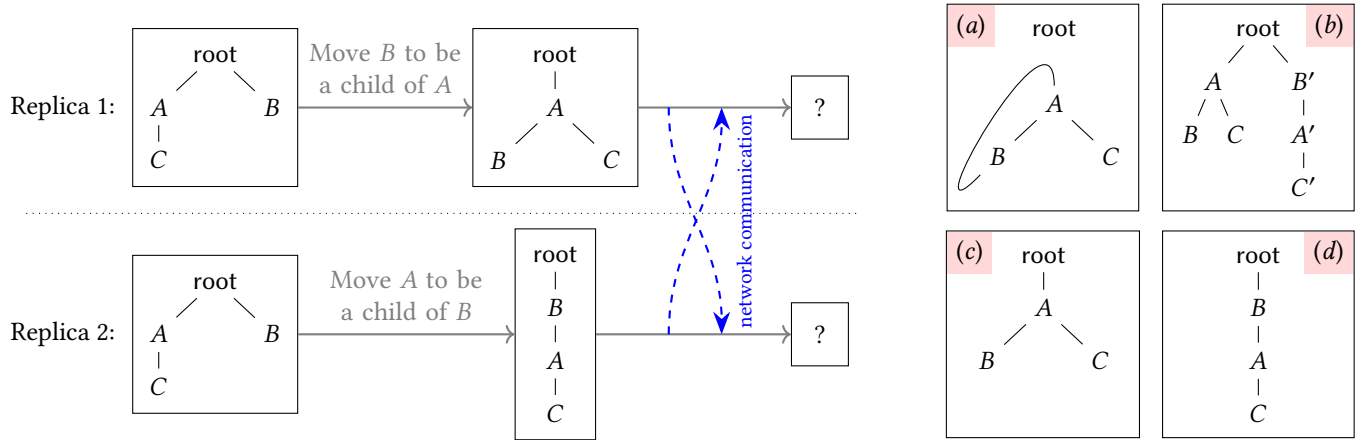 Replica 1:
root
A B
C
Move B to be
a child of A
root
A
B C
?
network communication
Replica 2:
root
A B
C
Move A to be
a child of B
root
B
A
C
?
(a)
root
A
B C
(b)
root
A B′
B C A′
C′
(c)
root
A
B C
(d)
root
B
A
C